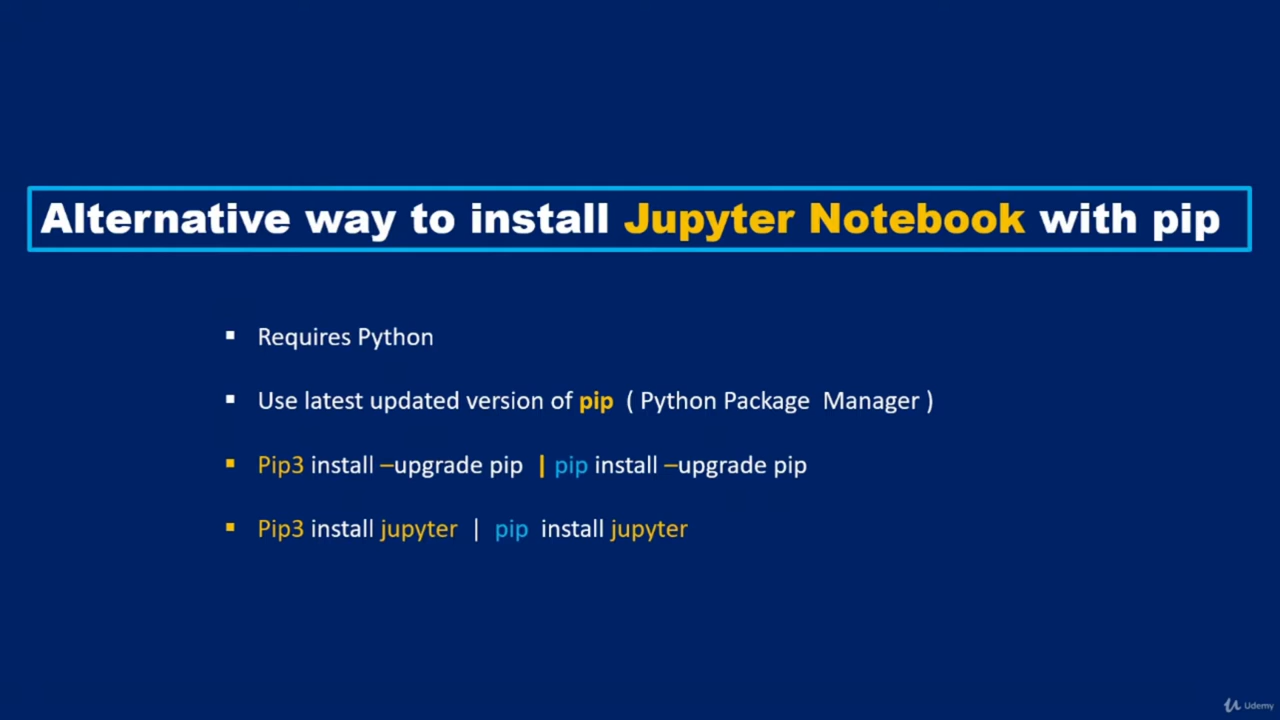 Alternative way to install Jupyter Notebook with pip
▪ Requires Python
▪ Use latest updated version of pip ( Python Package Manager )
▪ Pip3 install –upgrade pip | pip install –upgrade pip
▪ Pip3 install jupyter | pip install jupyter
Udemy